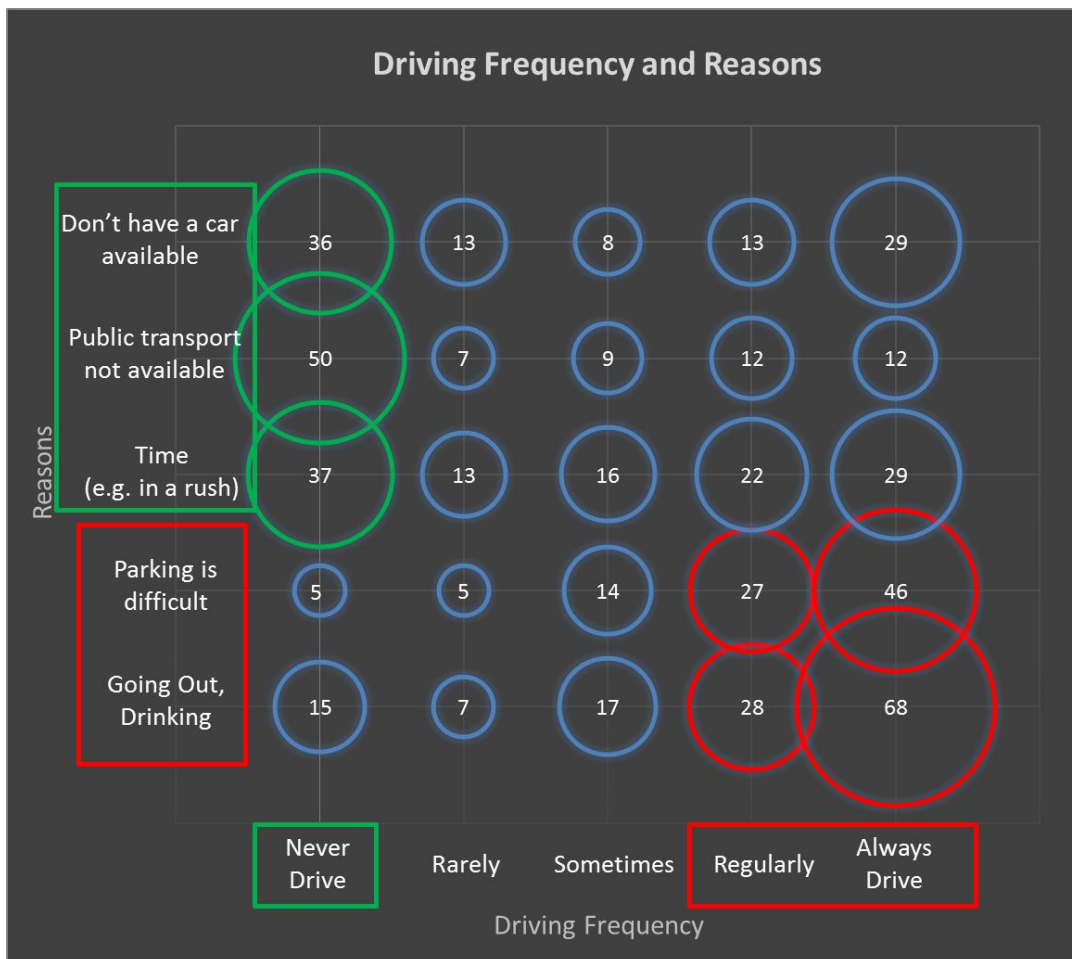 Driving Frequency and Reasons
Don’t have a car
available
36
13
8
13
29
Public transport
not available
50
7
9
12
12
Reasons
Time
(e.g. in a rush)
37
13
16
22
29
Parking is
difficult
5
5
14
27
46
Going Out,
Drinking
15
7
17
28
68
Never
Drive
Rarely
Sometimes
Regularly
Always
Drive
Driving Frequency